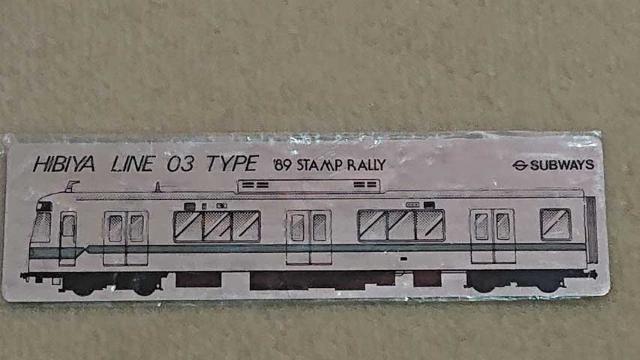 HIBIYA LINE 03 TYPE '89 STAMP RALLY SUBWAYS